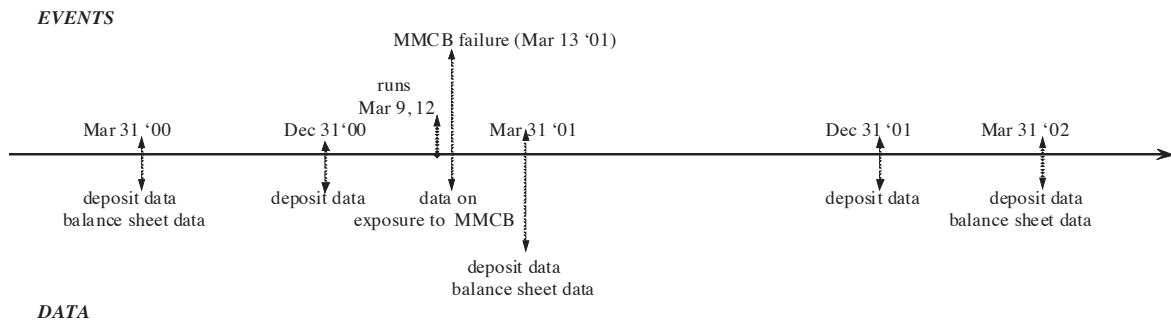 EVENTS
MMCB failure (Mar 13 ‘01)
runs
Mar 9, 12
Mar 31 ‘00
Dec 31‘00
Mar 31 ‘01
Dec 31 ‘01
Mar 31 ‘02
deposit data
balance sheet data
deposit data
data on
exposure to MMCB
deposit data
balance sheet data
deposit data
deposit data
balance sheet data
DATA